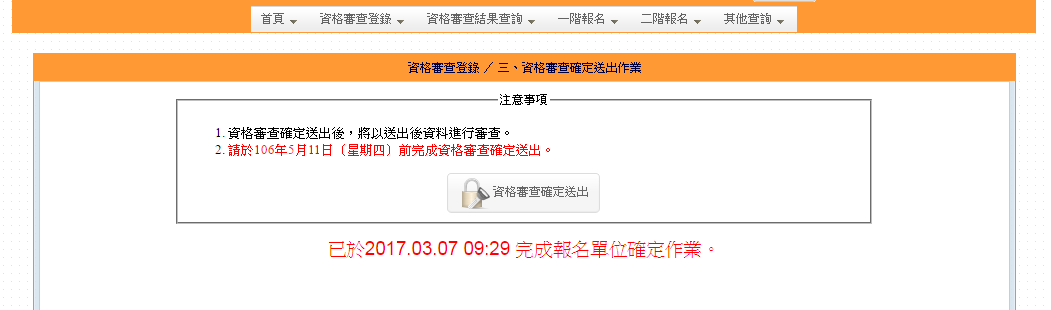 首頁 資格審查登錄 資格審查結果查詢 一階報名 二階報名 其他查詢
資格審查登錄 ／ 三、資格審查確定送出作業
注意事項
1. 資格審查確定送出後，將以送出後資料進行審查。
2. 請於106年5月11日（星期四）前完成資格審查確定送出。
資格審查確定送出
已於2017.03.07 09:29 完成報名單位確定作業。